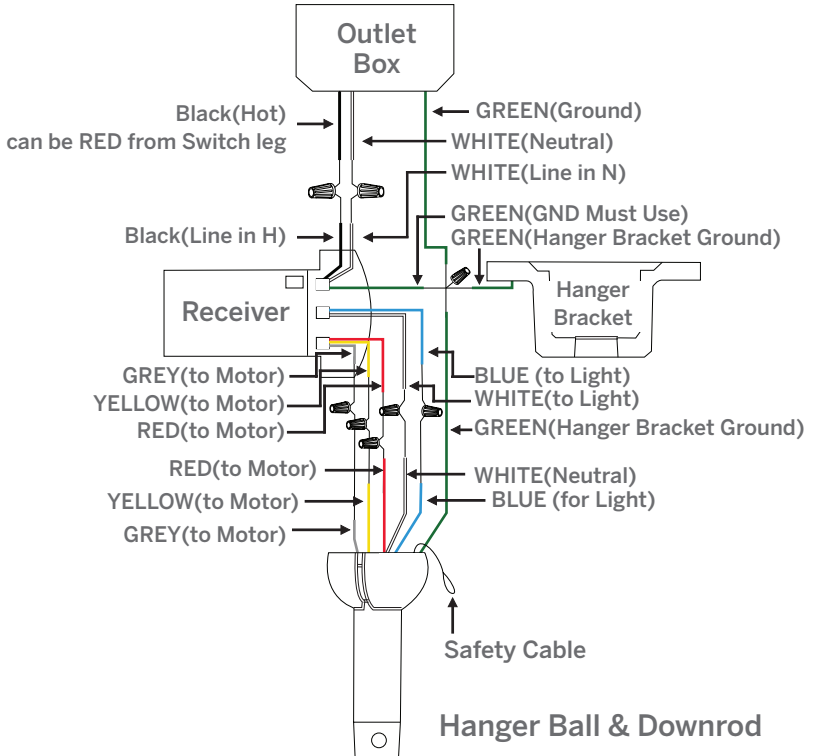 Outlet
Box
Black(Hot)
can be RED from Switch leg
GREEN(Ground)
WHITE(Neutral)
WHITE(Line in N)
GREEN(GND Must Use)
Black(Line in H)
GREEN(Hanger Bracket Ground)
Receiver
Hanger
Bracket
GREY(to Motor)
BLUE (to Light)
YELLOW(to Motor)
WHITE(to Light)
RED(to Motor)
GREEN(Hanger Bracket Ground)
RED(to Motor)
WHITE(Neutral)
YELLOW(to Motor)
BLUE (for Light)
GREY(to Motor)
Safety Cable
Hanger Ball & Downrod